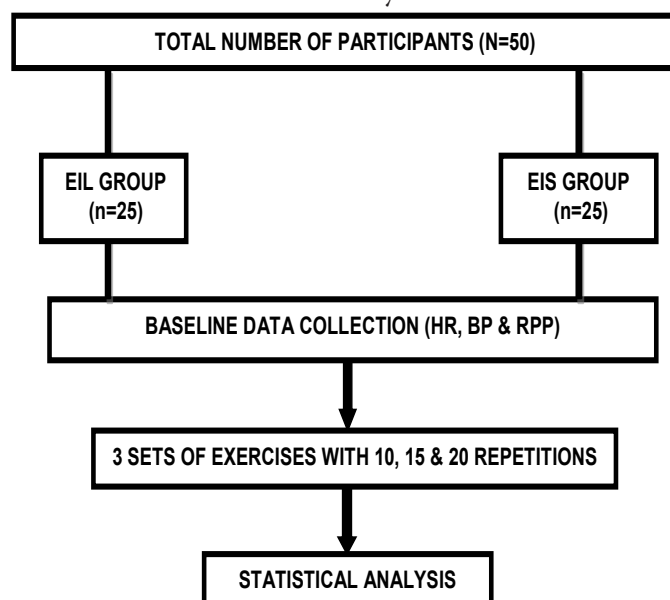 TOTAL NUMBER OF PARTICIPANTS (N=50)
EIL GROUP
(n=25)
EIS GROUP
(n=25)
BASELINE DATA COLLECTION (HR, BP & RPP)
3 SETS OF EXERCISES WITH 10, 15 & 20 REPETITIONS
STATISTICAL ANALYSIS